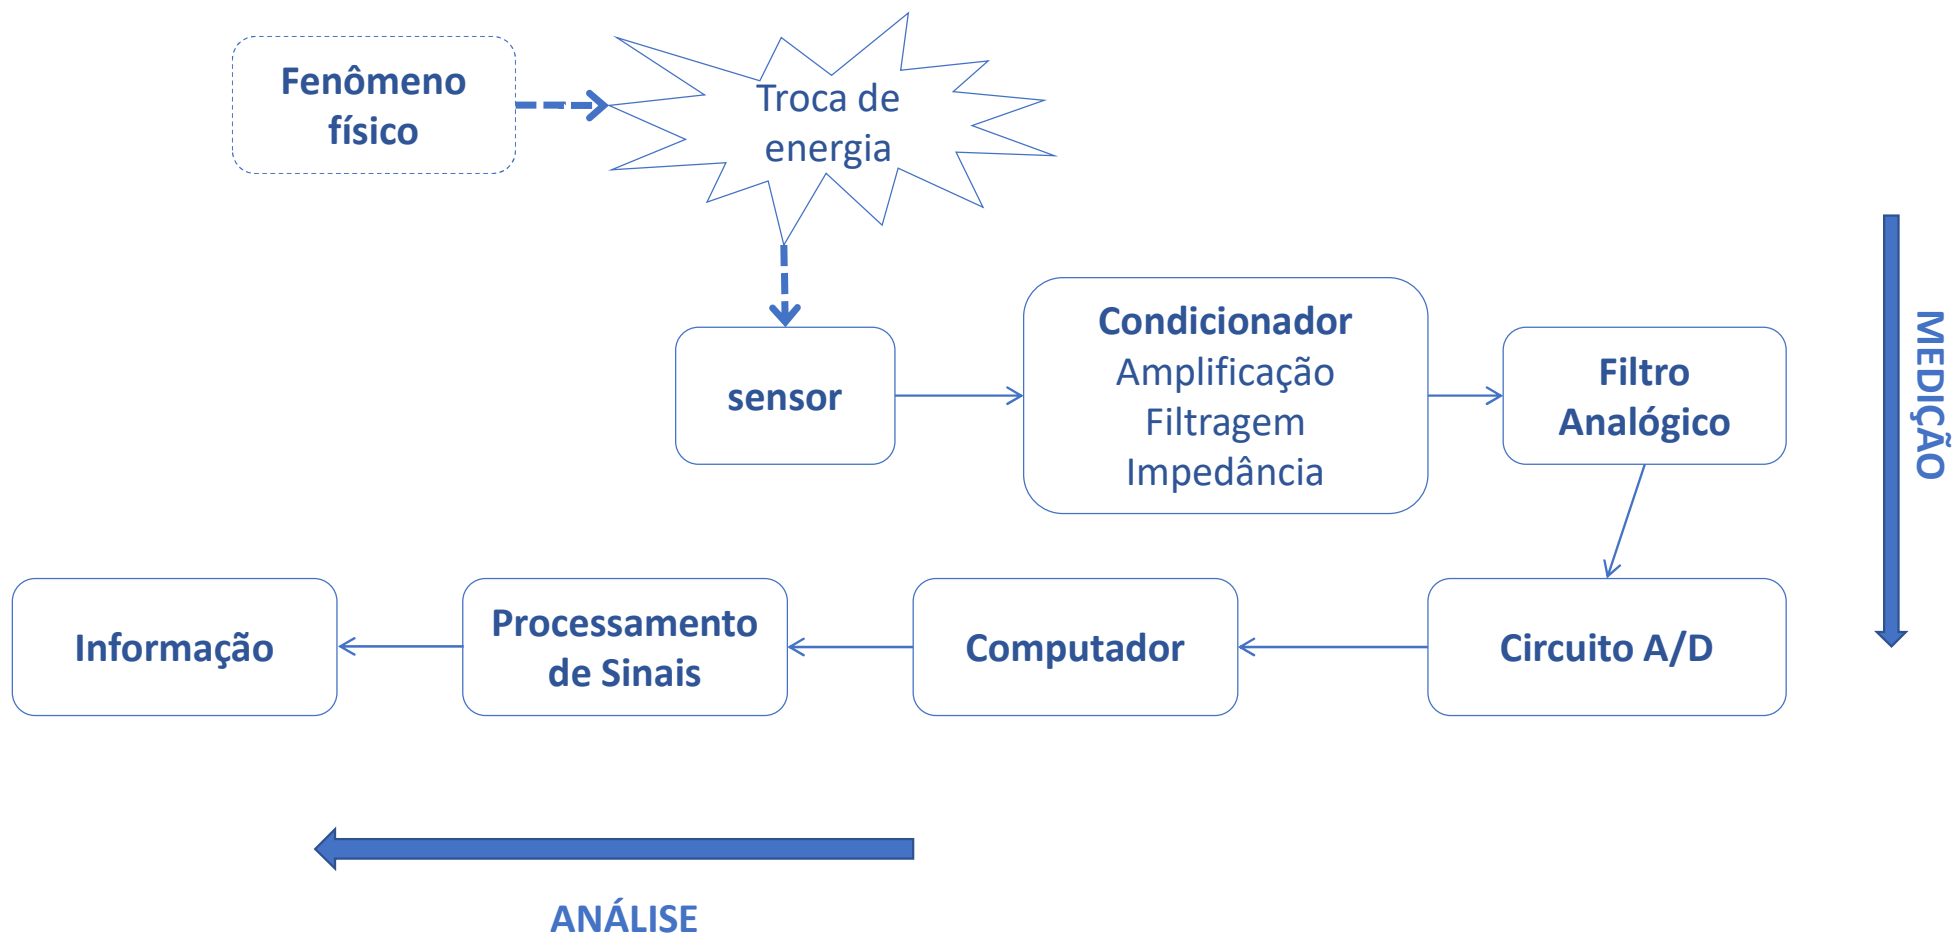 Fenômeno
físico
Troca de
energia
sensor
Condicionador
Amplificação
Filtragem
Impedância
Filtro
Analógico
MEDIÇÃO
Informação
Processamento
de Sinais
Computador
Circuito A/D
ANÁLISE